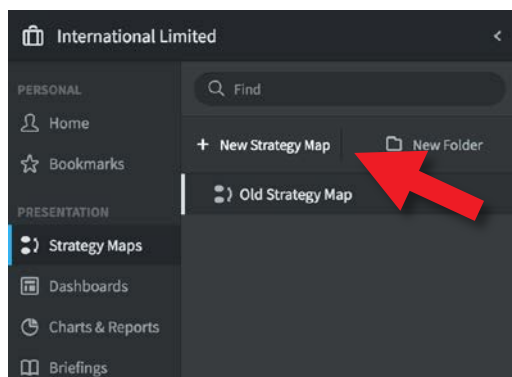 International Limited
PERSONAL
Home
Bookmarks
PRESENTATION
Strategy Maps
Dashboards
Charts & Reports
Briefings
Find
+ New Strategy Map
New Folder
Old Strategy Map